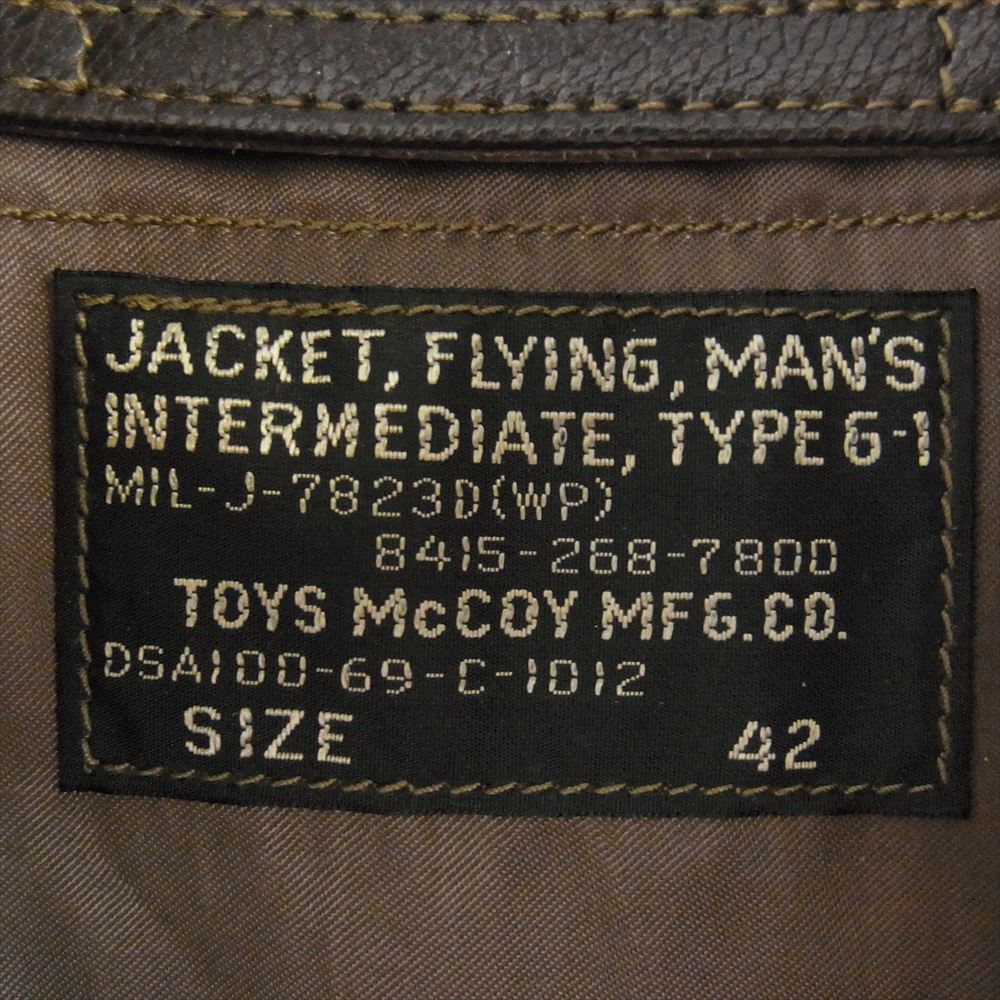 JACKET, FLYING, MAN'S
INTERMEDIATE, TYPE G-1
MIL-J-7823D(WP)
8415-268-7800
TOYS McCOY MFG.CO.
DSA100-69-C-1012
SIZE 42